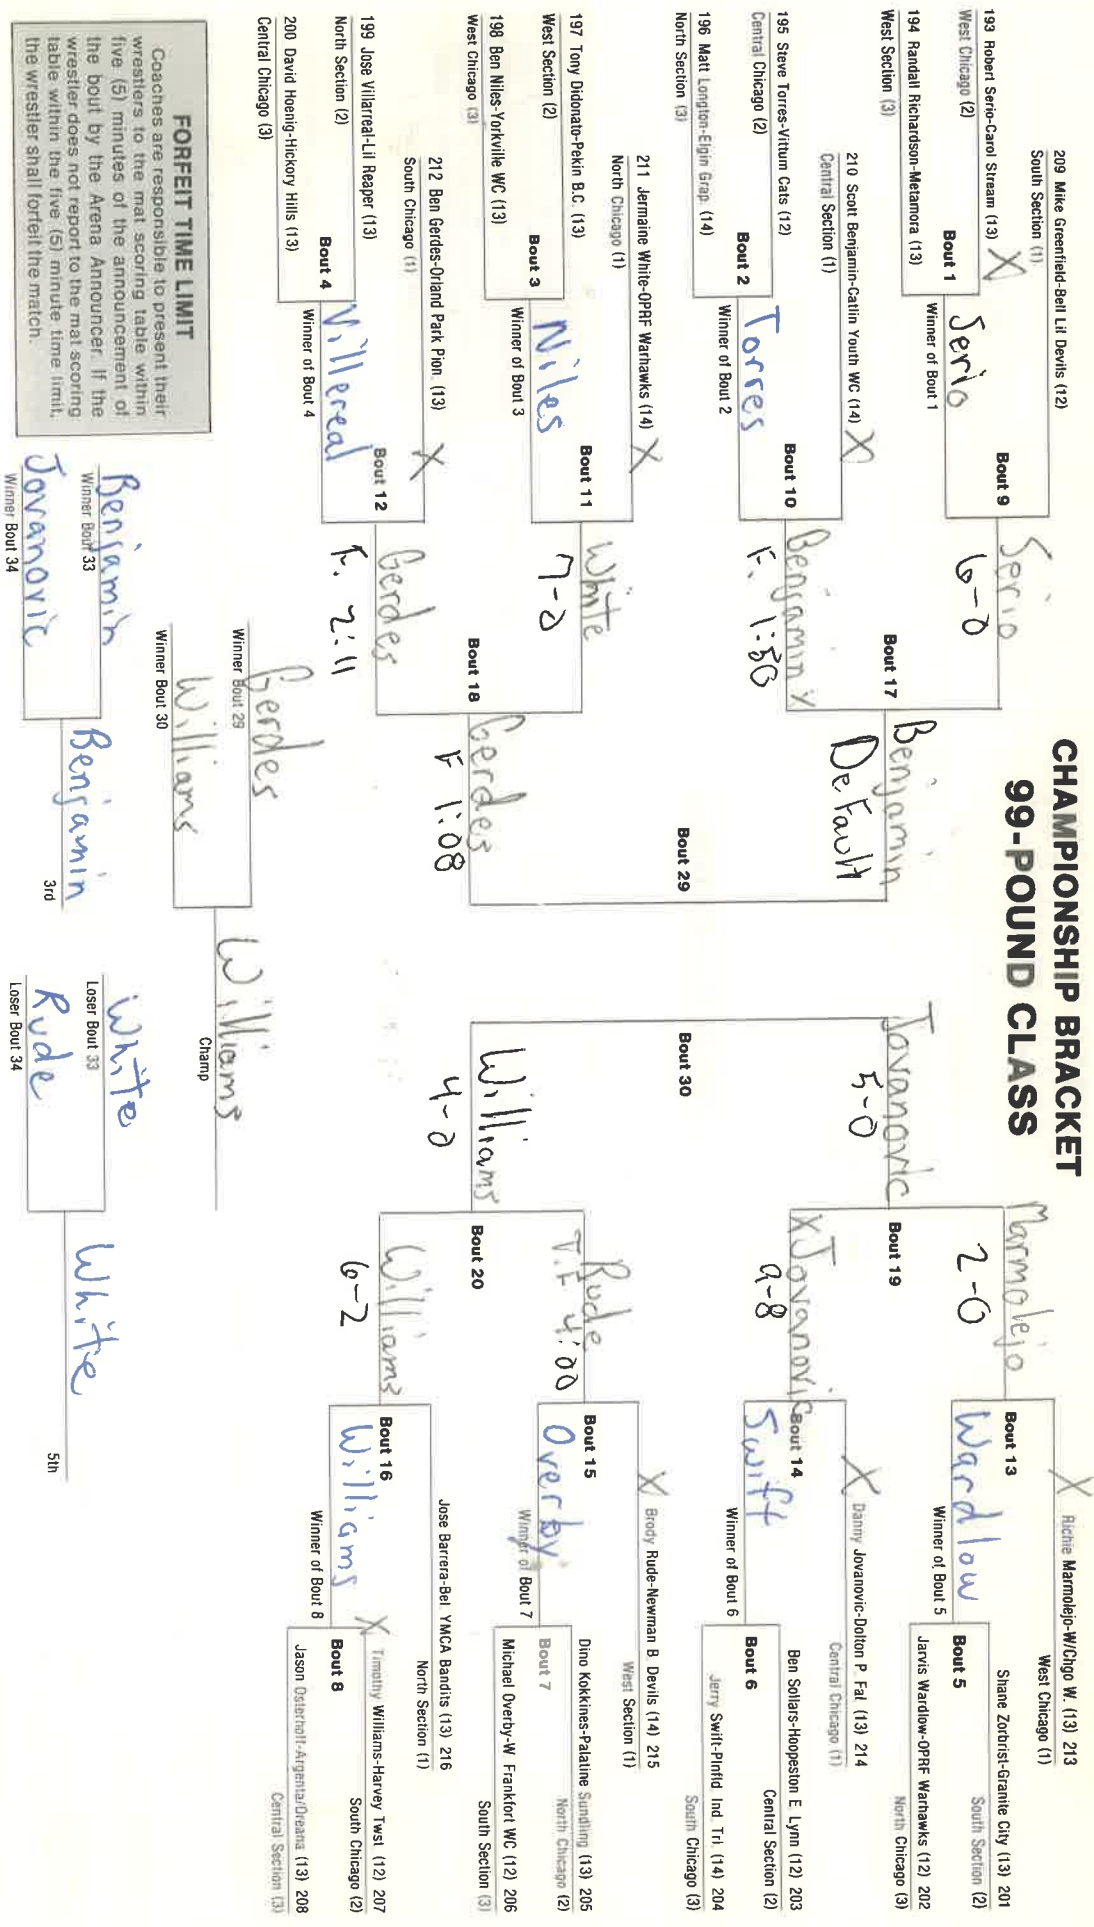 CHAMPIONSHIP BRACKET
99-POUND CLASS
209 Mike Greenfield-Bell Lil Devils (12)
South Section (1)
193 Robert Serio-Carol Stream (13) X
West Chicago (2)
Bout 1
194 Randall Richardson-Metamora (13)
West Section (3)
Serio
Winner of Bout 1
Bout 9
Serio
6-0
210 Scott Benjamin-Catlin Youth WC (14) X
Central Section (1)
195 Steve Torres-Vittum Cats (12)
Central Chicago (2)
Bout 2
196 Matt Longton-Elgin Grap. (14)
North Section (3)
Torres
Winner of Bout 2
Bout 10
Benjamin X
F. 1:50
Bout 17
Benjamin
Default
211 Jermaine White-OPRF Warhawks (14) X
North Chicago (1)
197 Tony Didonato-Pekin B.C. (13)
West Section (2)
Bout 3
198 Ben Niles-Yorkville WC (13)
West Chicago (3)
Niles
Winner of Bout 3
Bout 11
White
7-0
212 Ben Gerdes-Orland Park Pion. (13) X
South Chicago (1)
199 Jose Villarreal-Lil Reaper (13)
North Section (2)
Bout 4
200 David Hoenig-Hickory Hills (13)
Central Chicago (3)
Villereal
Winner of Bout 4
Bout 12
Gerdes
F. 2:11
Bout 18
Gerdes
F 1:08
Bout 29
X Richie Marmolejo-W/Chgo W. (13) 213
West Chicago (1)
Shane Zorbrist-Granite City (13) 201
South Section (2)
Bout 5
Jarvis Wardlow-OPRF Warhawks (12) 202
North Chicago (3)
Wardlow
Winner of Bout 5
Bout 13
Marmolejo
2-0
X Danny Jovanovic-Dolton P. Fal (13) 214
Central Chicago (1)
Ben Sollars-Hoopeston E. Lynn (12) 203
Central Section (2)
Bout 6
Jerry Swift-Plnfld Ind. Tri. (14) 204
South Chicago (3)
Swift
Winner of Bout 6
Bout 14
X Jovanovic
9-8
Bout 19
Jovanovic
5-0
X Brody Rude-Newman B. Devils (14) 215
West Section (1)
Dino Kokkines-Palatine Sundling (13) 205
North Chicago (2)
Bout 7
Michael Overby-W Frankfort WC (12) 206
South Section (3)
Overby
Winner of Bout 7
Bout 15
Rude
T.F 4:00
Jose Barrera-Bel. YMCA Bandits (13) 216
North Section (1)
X Timothy Williams-Harvey Twst (12) 207
South Chicago (2)
Bout 8
Jason Osterhoff-Argenta/Oreana (13) 208
Central Section (3)
Williams
Winner of Bout 8
Bout 16
Williams
6-2
Bout 20
Williams
4-0
Bout 30
Gerdes
Winner Bout 29
Williams
Winner Bout 30
Williams
Champ
Benjamin
Winner Bout 33
Jovanovic
Winner Bout 34
Benjamin
3rd
White
Loser Bout 33
Rude
Loser Bout 34
White
5th
FORFEIT TIME LIMIT
Coaches are responsible to present their
wrestlers to the mat scoring table within
five (5) minutes of the announcement of
the bout by the Arena Announcer. If the
wrestler does not report to the mat scoring
table within the five (5) minute time limit,
the wrestler shall forfeit the match.